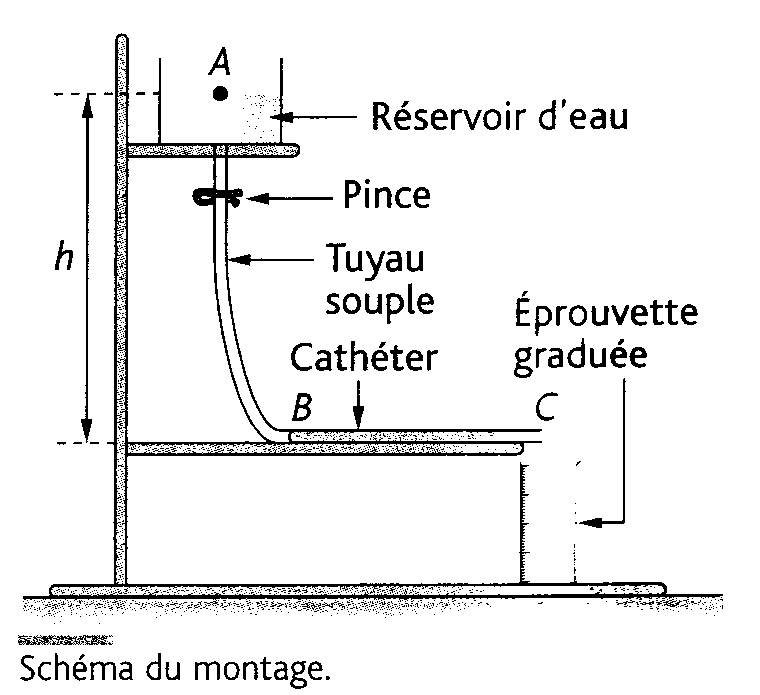 A
Réservoir d'eau
Pince
h
Tuyau
souple
Éprouvette
graduée
Cathéter
B
C
Schéma du montage.